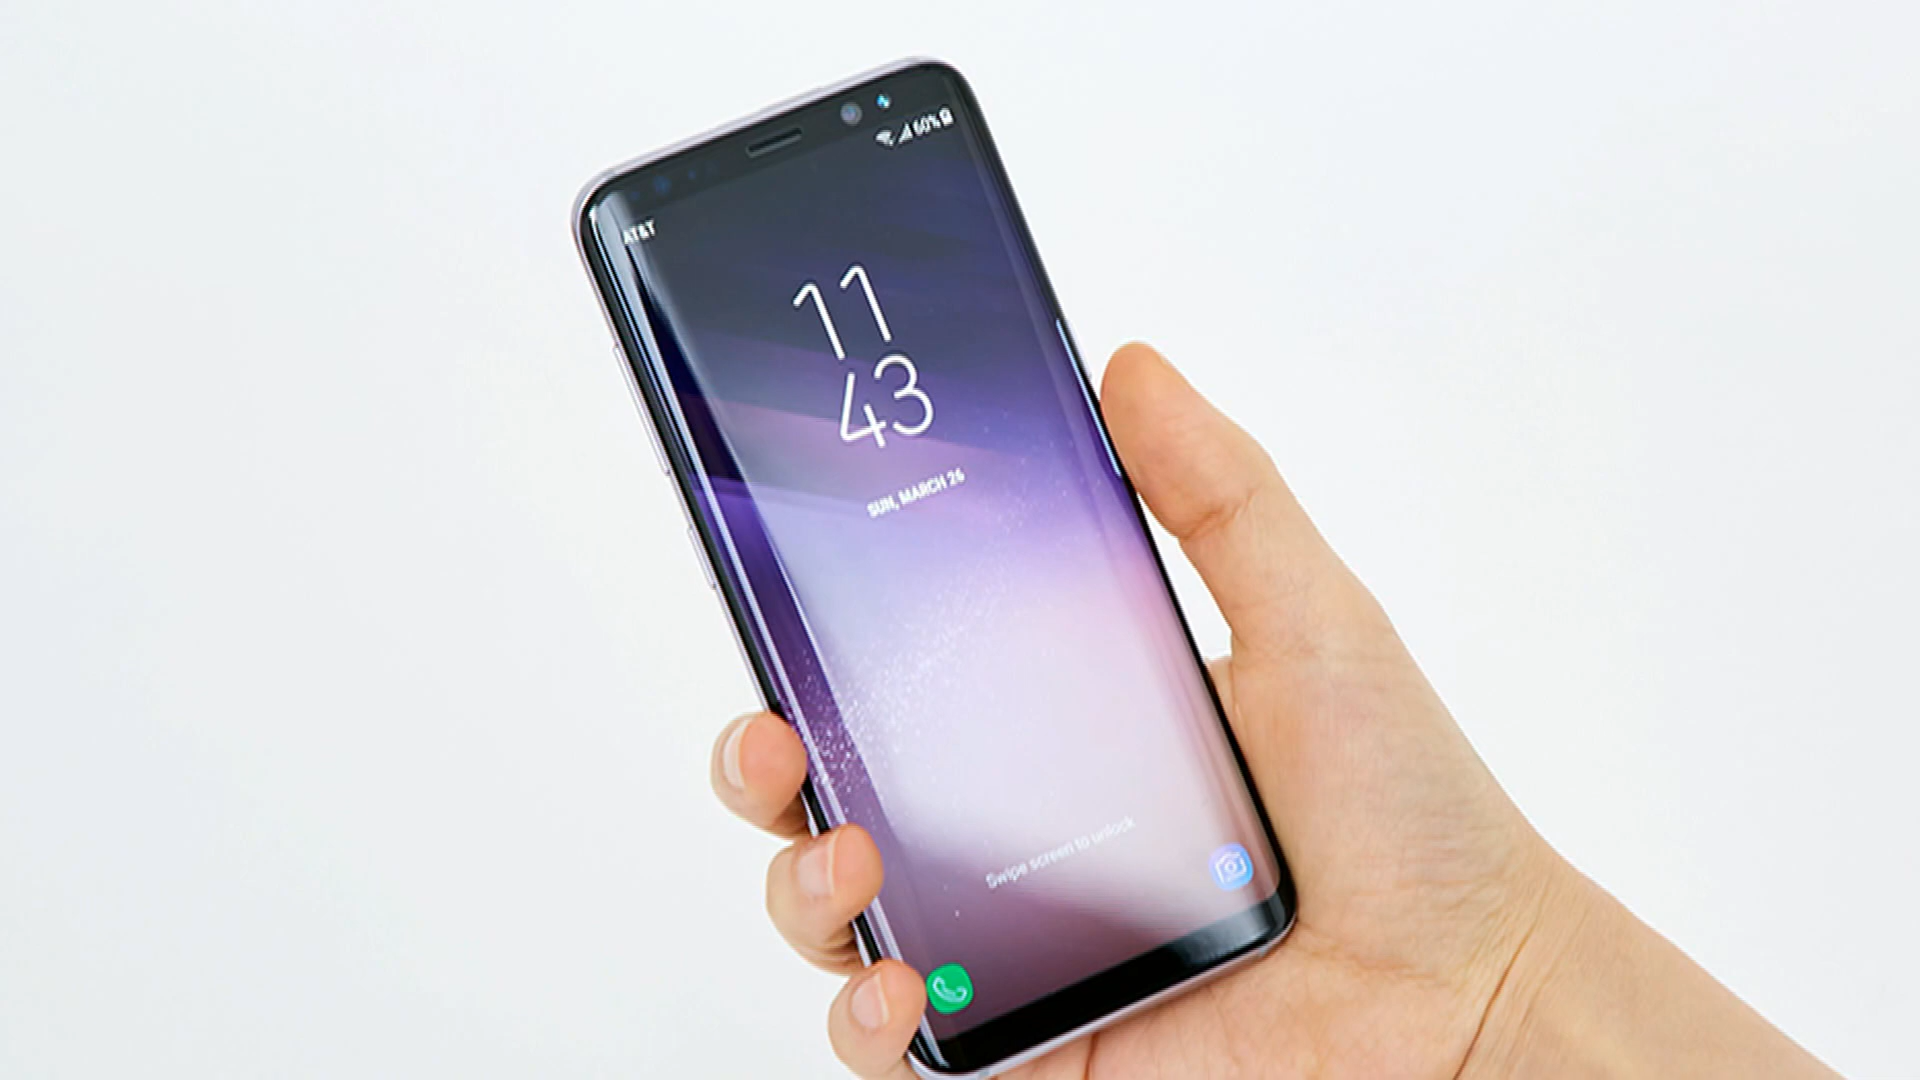 60%
AT&T
11
43
SUN, MARCH 26
Swipe screen to unlock